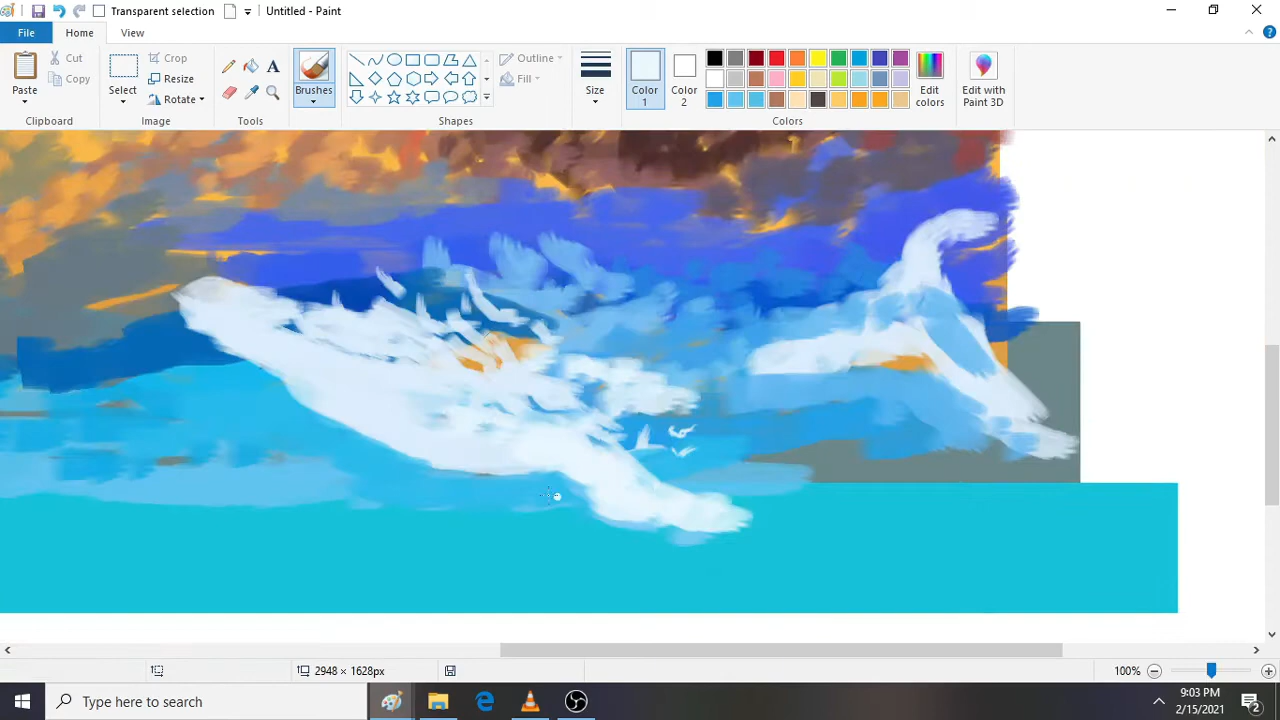 Transparent selection
Untitled - Paint
File
Home
View
Paste
Cut
Copy
Clipboard
Select
Crop
Resize
Rotate
Image
A
Tools
Brushes
Outline
Fill
Shapes
Size
Color 1
Color 2
Edit colors
Edit with Paint 3D
Colors
2948 × 1628px
100%
Type here to search
9:03 PM
2/15/2021
2